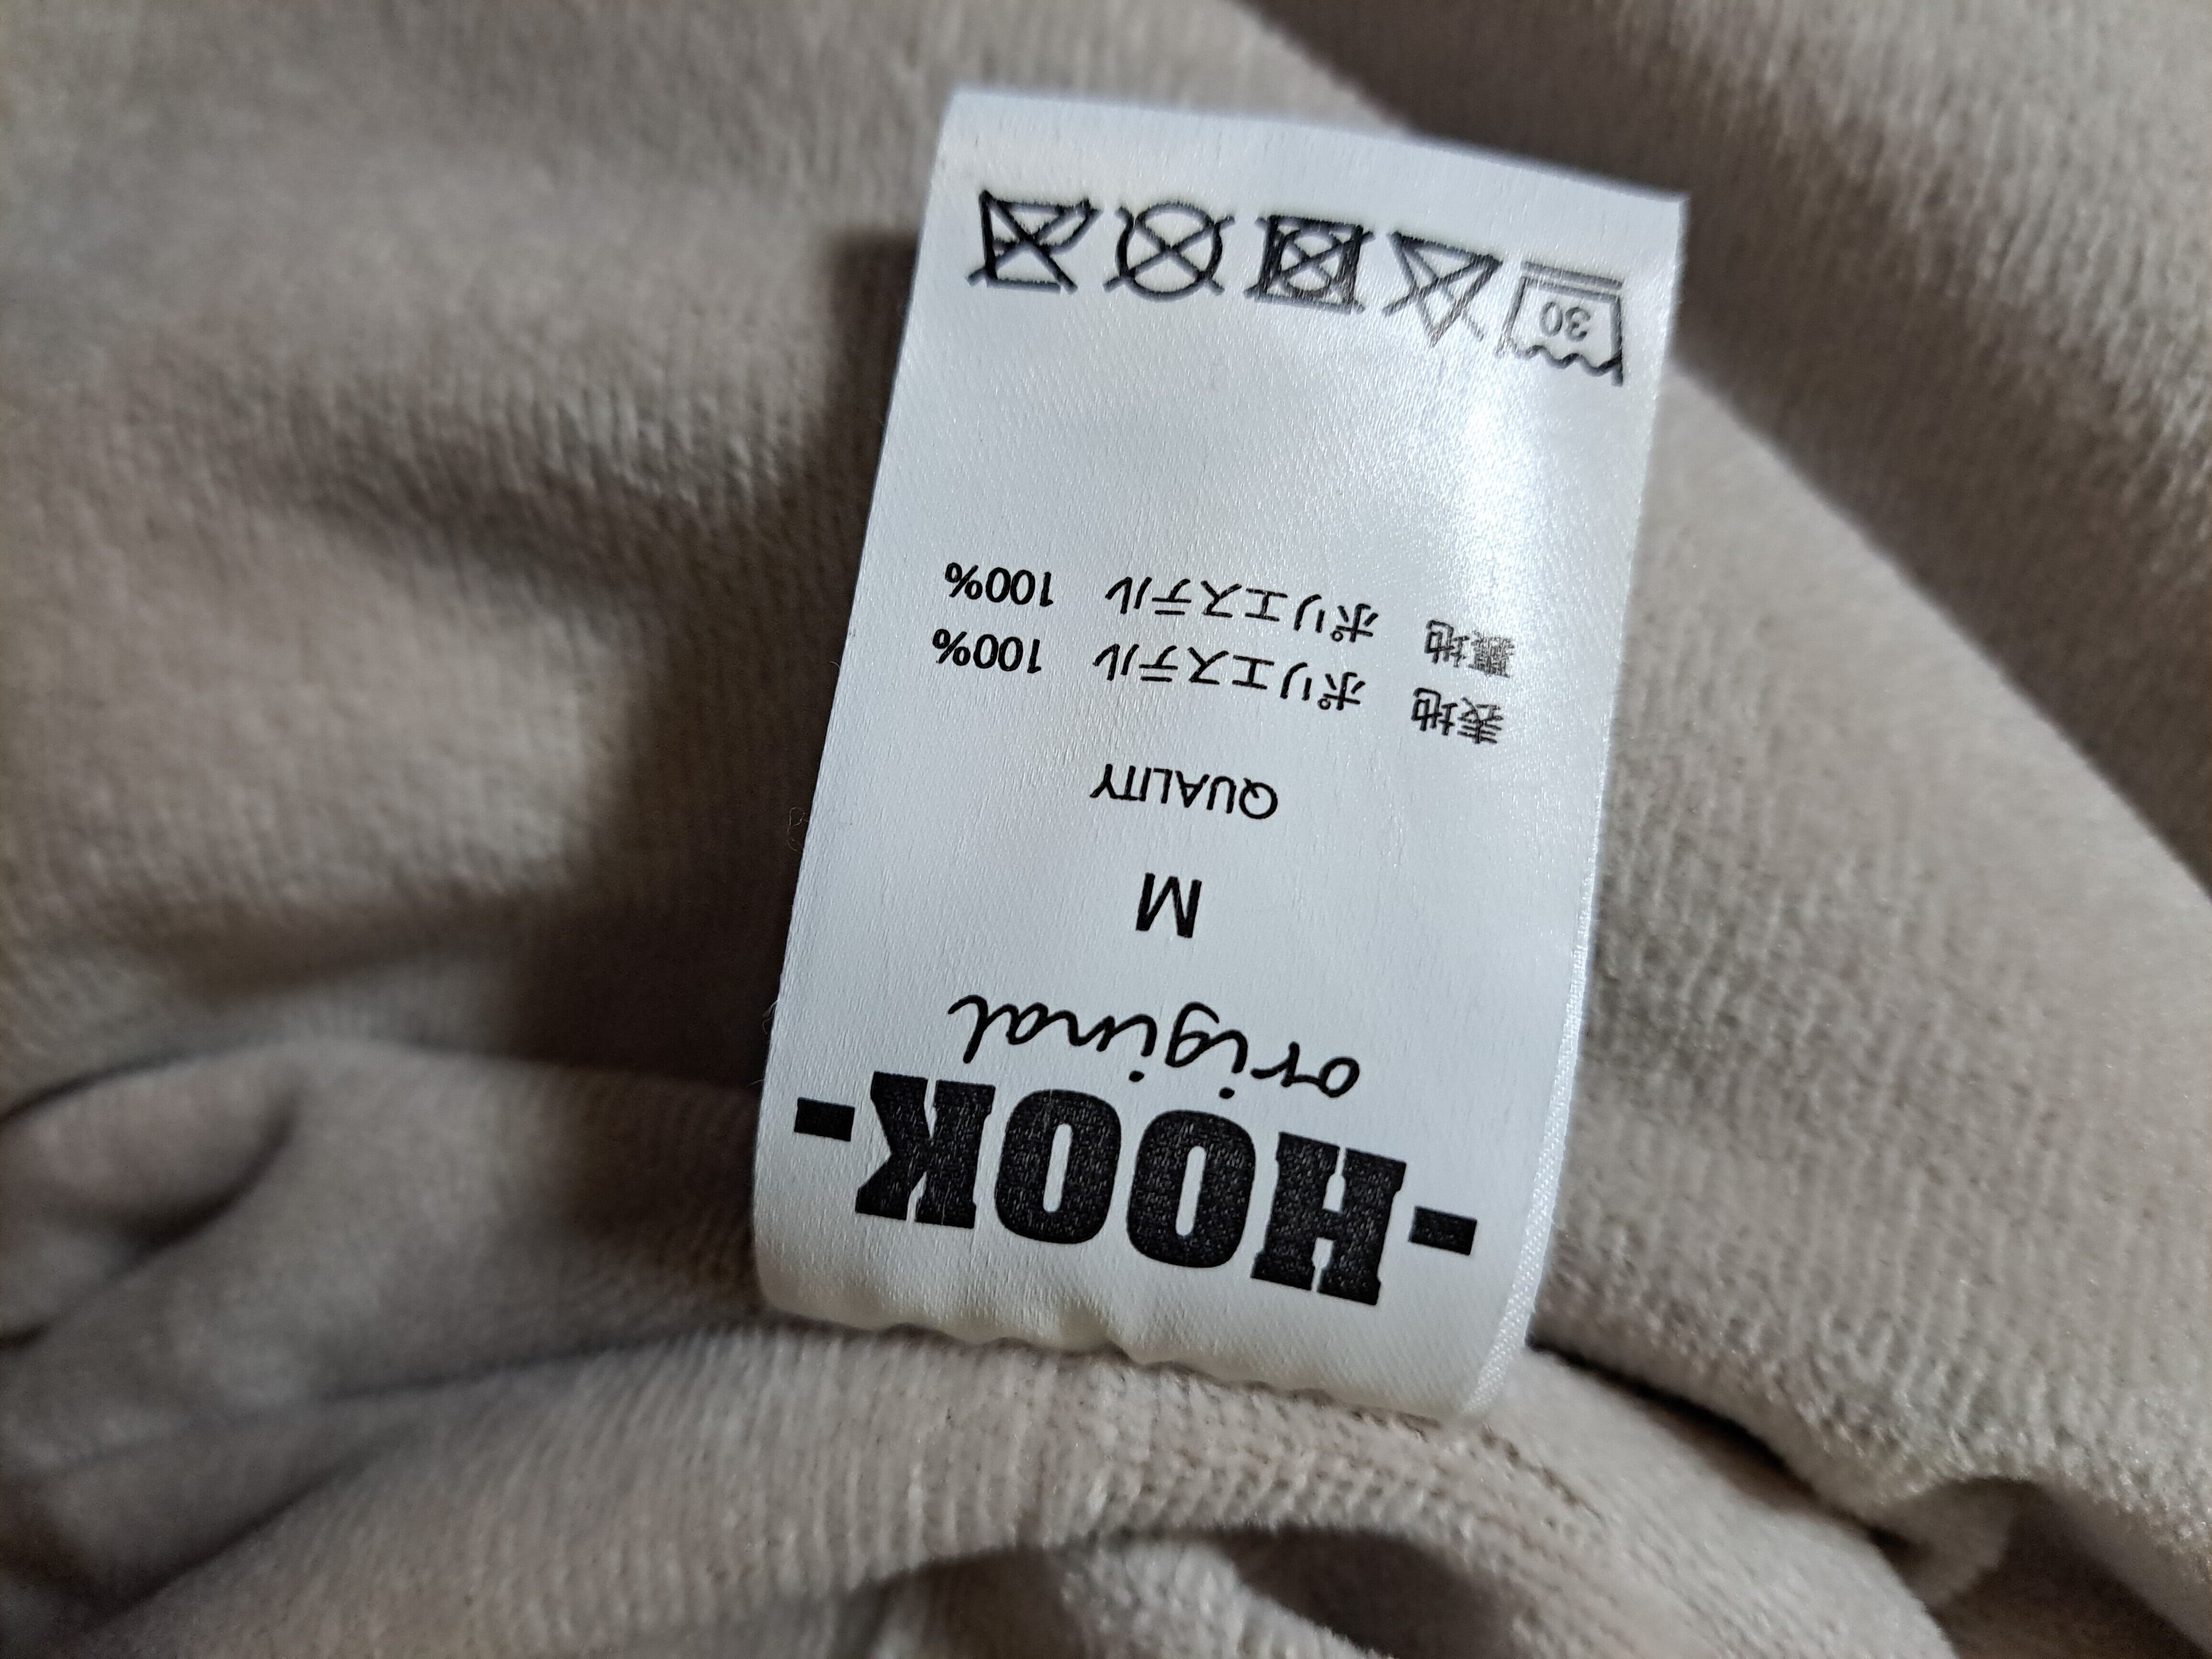 -HOOK-
original
M
QUALITY
表地 ポリエステル 100%
裏地 ポリエステル 100%
30